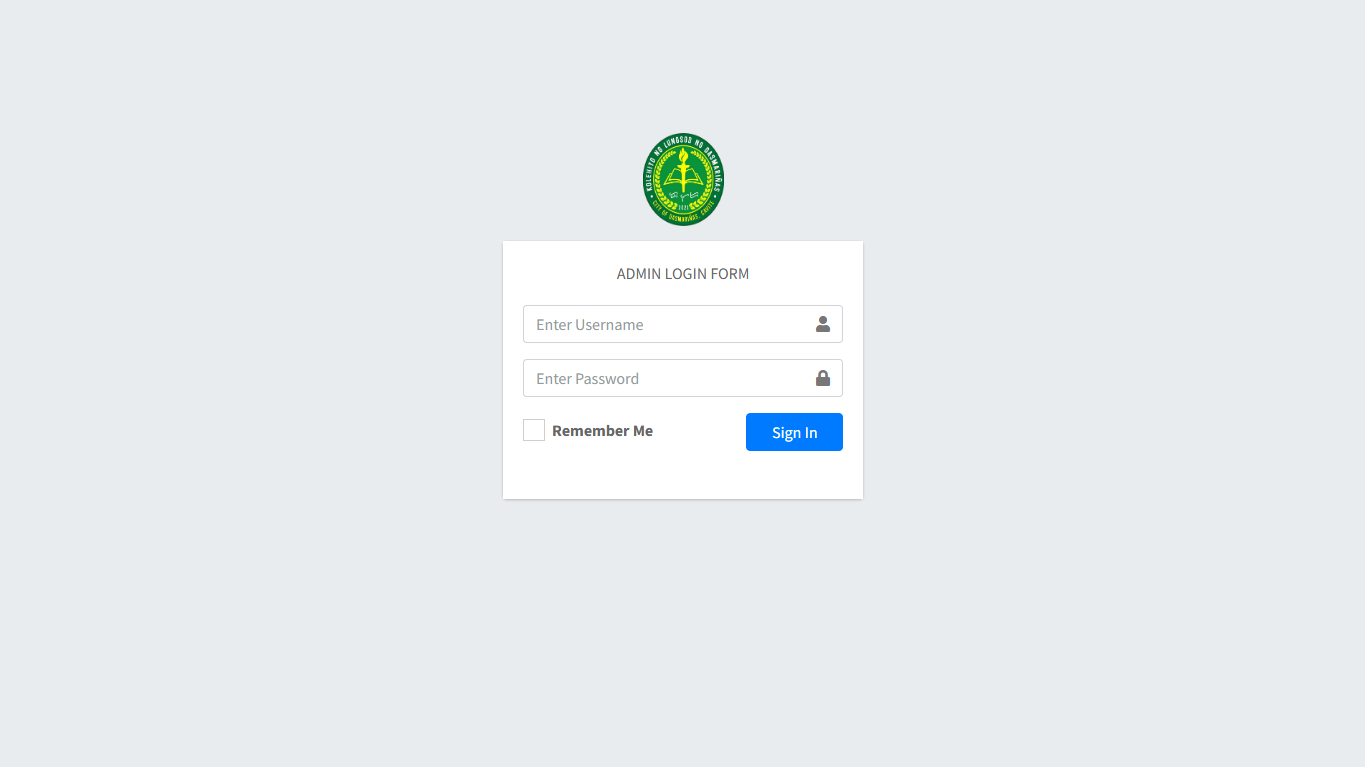 KOLEHIYO NG LUNGSOD NG DASMARIÑAS
CITY OF DASMARIÑAS, CAVITE
ADMIN LOGIN FORM
Enter Username
Enter Password
Remember Me
Sign In